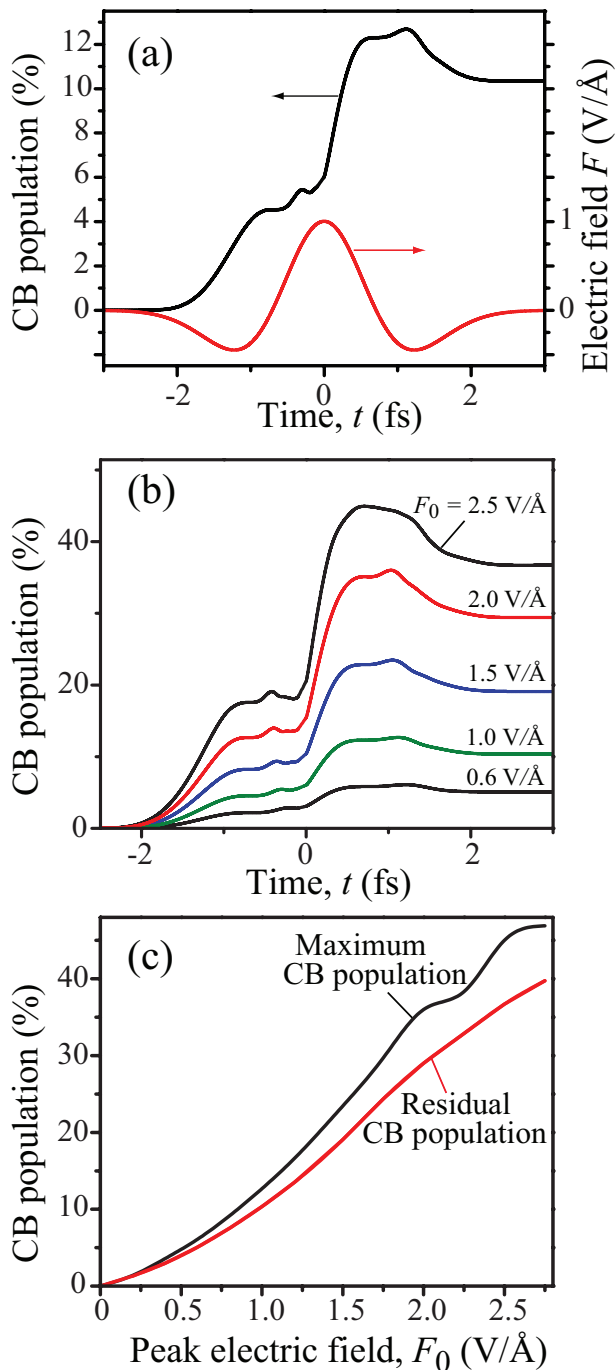 (a)
CB population (%)
12
10
8
6
4
2
0
Electric field F (V/Å)
1
0
-2
0
2
Time, t (fs)
(b)
CB population (%)
40
20
0
F0 = 2.5 V/Å
2.0 V/Å
1.5 V/Å
1.0 V/Å
0.6 V/Å
-2
0
2
Time, t (fs)
(c)
CB population (%)
40
30
20
10
0
Maximum
CB population
Residual
CB population
0.0
0.5
1.0
1.5
2.0
2.5
Peak electric field, F0 (V/Å)